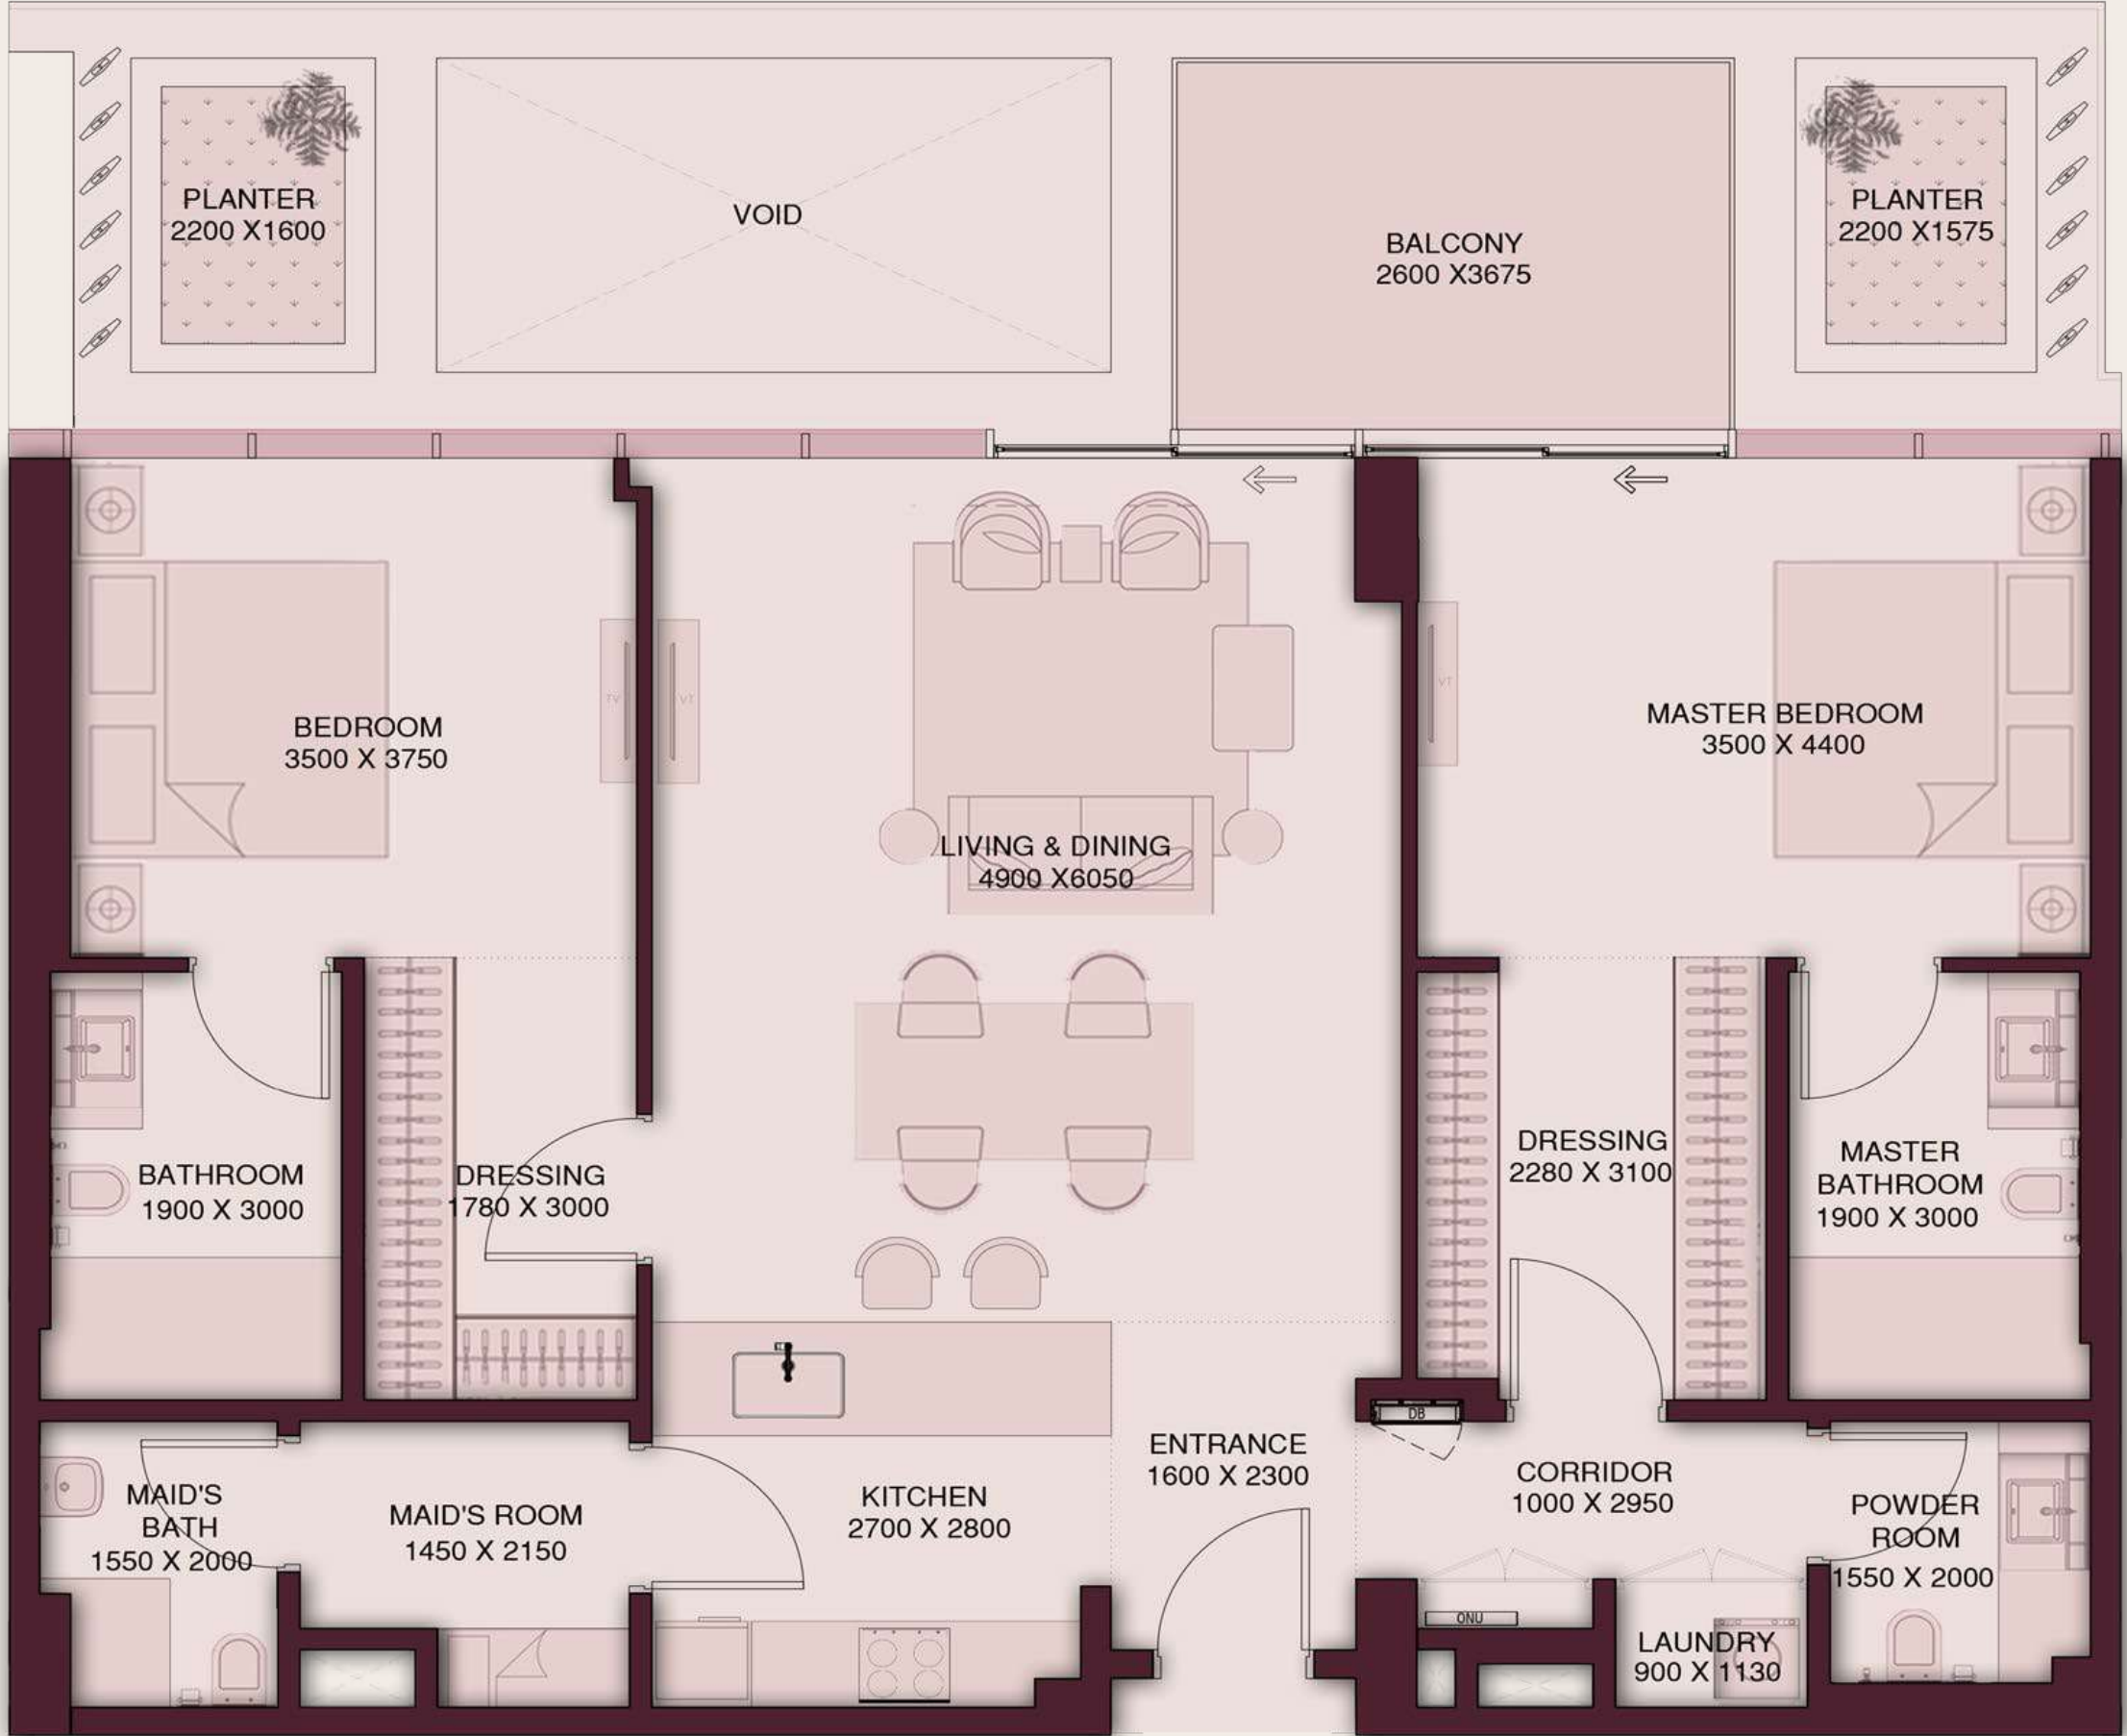 PLANTER
2200 X1600
VOID
BALCONY
2600 X3675
PLANTER
2200 X1575
BEDROOM
3500 X 3750
TV
VT
LIVING & DINING
4900 X6050
VT
MASTER BEDROOM
3500 X 4400
BATHROOM
1900 X 3000
DRESSING
1780 X 3000
DRESSING
2280 X 3100
MASTER
BATHROOM
1900 X 3000
DB
MAID'S
BATH
1550 X 2000
MAID'S ROOM
1450 X 2150
KITCHEN
2700 X 2800
ENTRANCE
1600 X 2300
CORRIDOR
1000 X 2950
POWDER
ROOM
1550 X 2000
ONU
LAUNDRY
900 X 1130